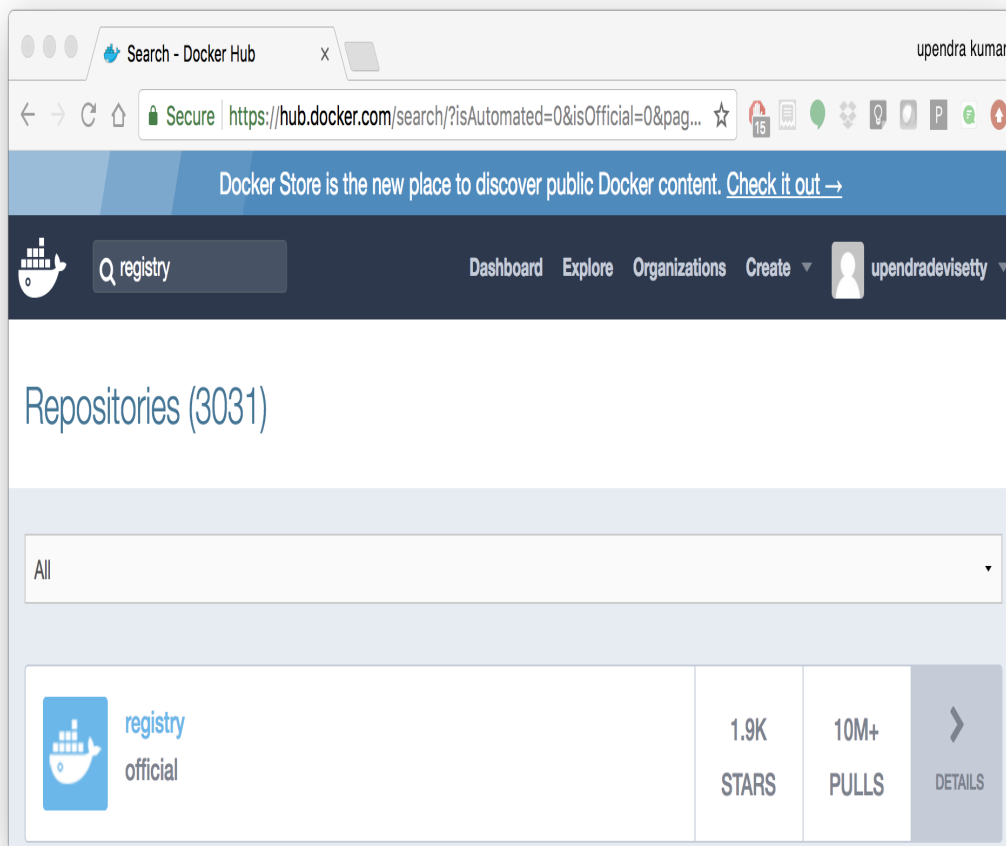 Search - Docker Hub
upendra kumar
Secure https://hub.docker.com/search/?isAutomated=0&isOfficial=0&pag...
15
P
Docker Store is the new place to discover public Docker content. Check it out →
registry
Dashboard Explore Organizations Create upendradevisetty
Repositories (3031)
All
registry
official
1.9K
STARS
10M+
PULLS
DETAILS